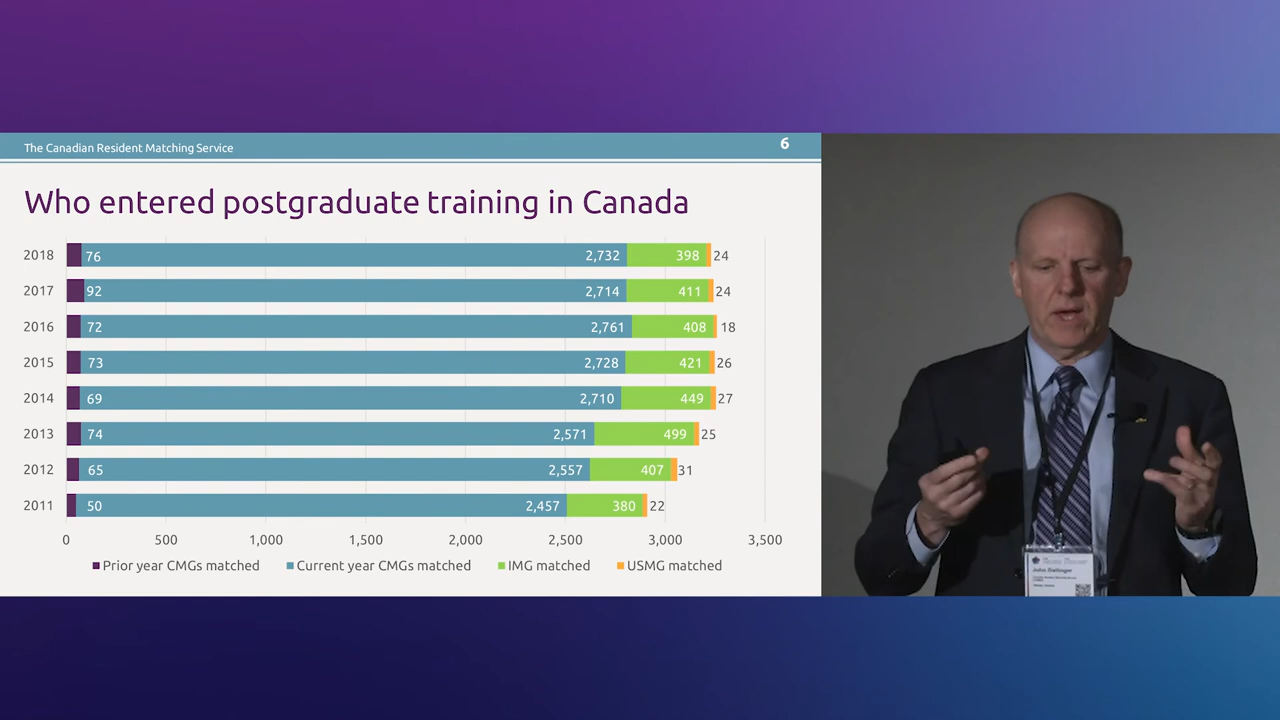 The Canadian Resident Matching Service 6
Who entered postgraduate training in Canada
2018 76 2,732 398 24
2017 92 2,714 411 24
2016 72 2,761 408 18
2015 73 2,728 421 26
2014 69 2,710 449 27
2013 74 2,571 499 25
2012 65 2,557 407 31
2011 50 2,457 380 22
0 500 1,000 1,500 2,000 2,500 3,000 3,500
Prior year CMGs matched Current year CMGs matched IMG matched USMG matched
John